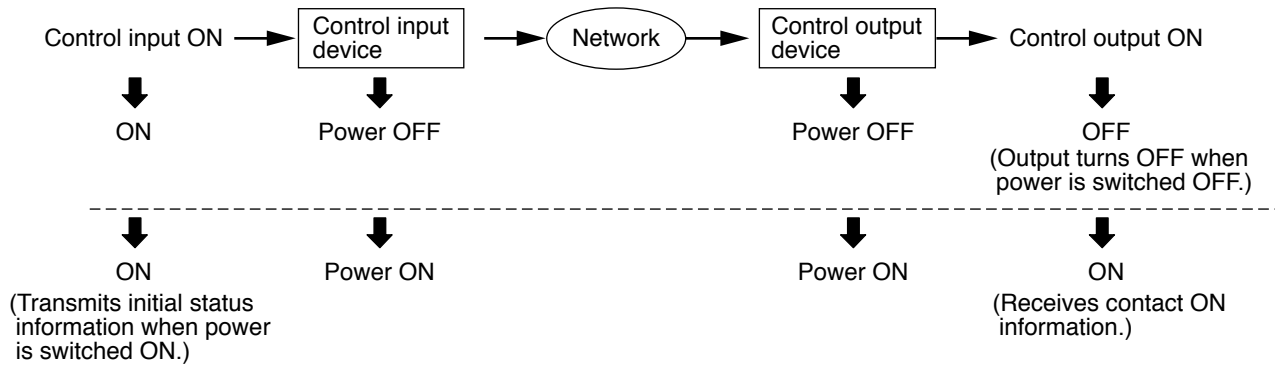 Control input ON
Control input
device
Network
Control output
device
Control output ON
ON
Power OFF
Power OFF
OFF
(Output turns OFF when
power is switched OFF.)
ON
Power ON
Power ON
ON
(Transmits initial status
information when power
is switched ON.)
(Receives contact ON
information.)